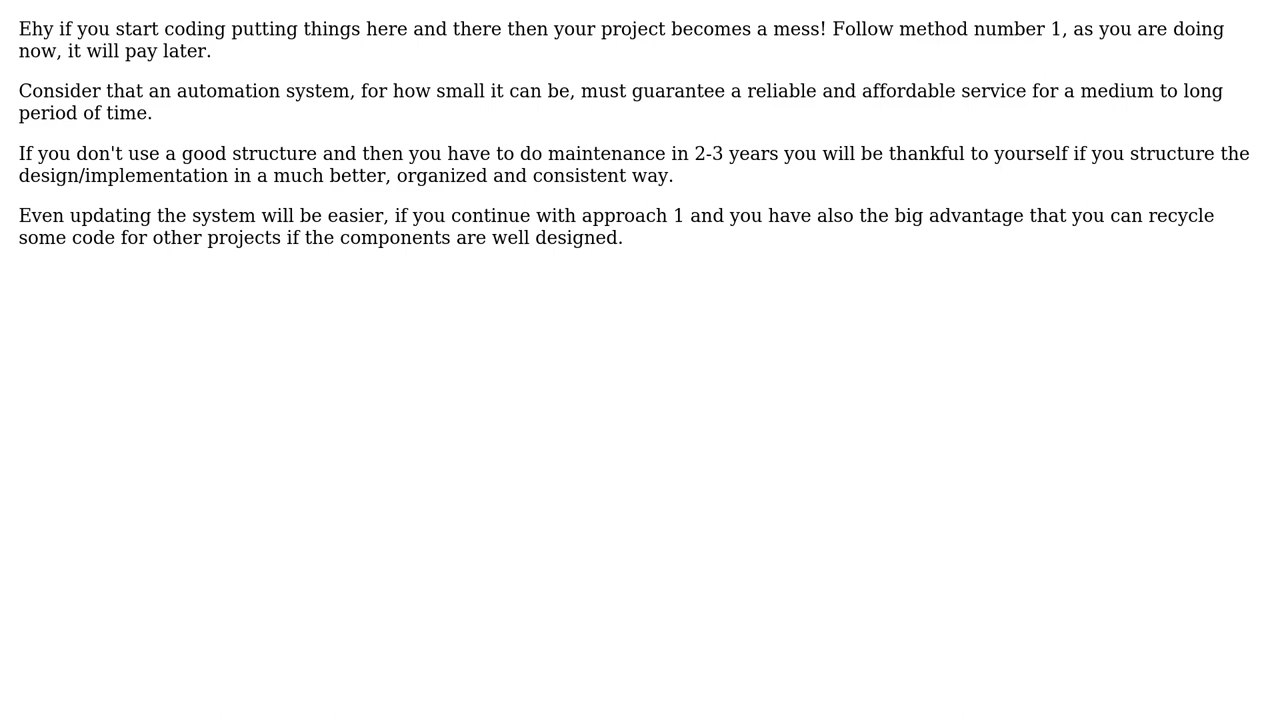 Ehy if you start coding putting things here and there then your project becomes a mess! Follow method number 1, as you are doing
now, it will pay later.
Consider that an automation system, for how small it can be, must guarantee a reliable and affordable service for a medium to long
period of time.
If you don't use a good structure and then you have to do maintenance in 2-3 years you will be thankful to yourself if you structure the
design/implementation in a much better, organized and consistent way.
Even updating the system will be easier, if you continue with approach 1 and you have also the big advantage that you can recycle
some code for other projects if the components are well designed.